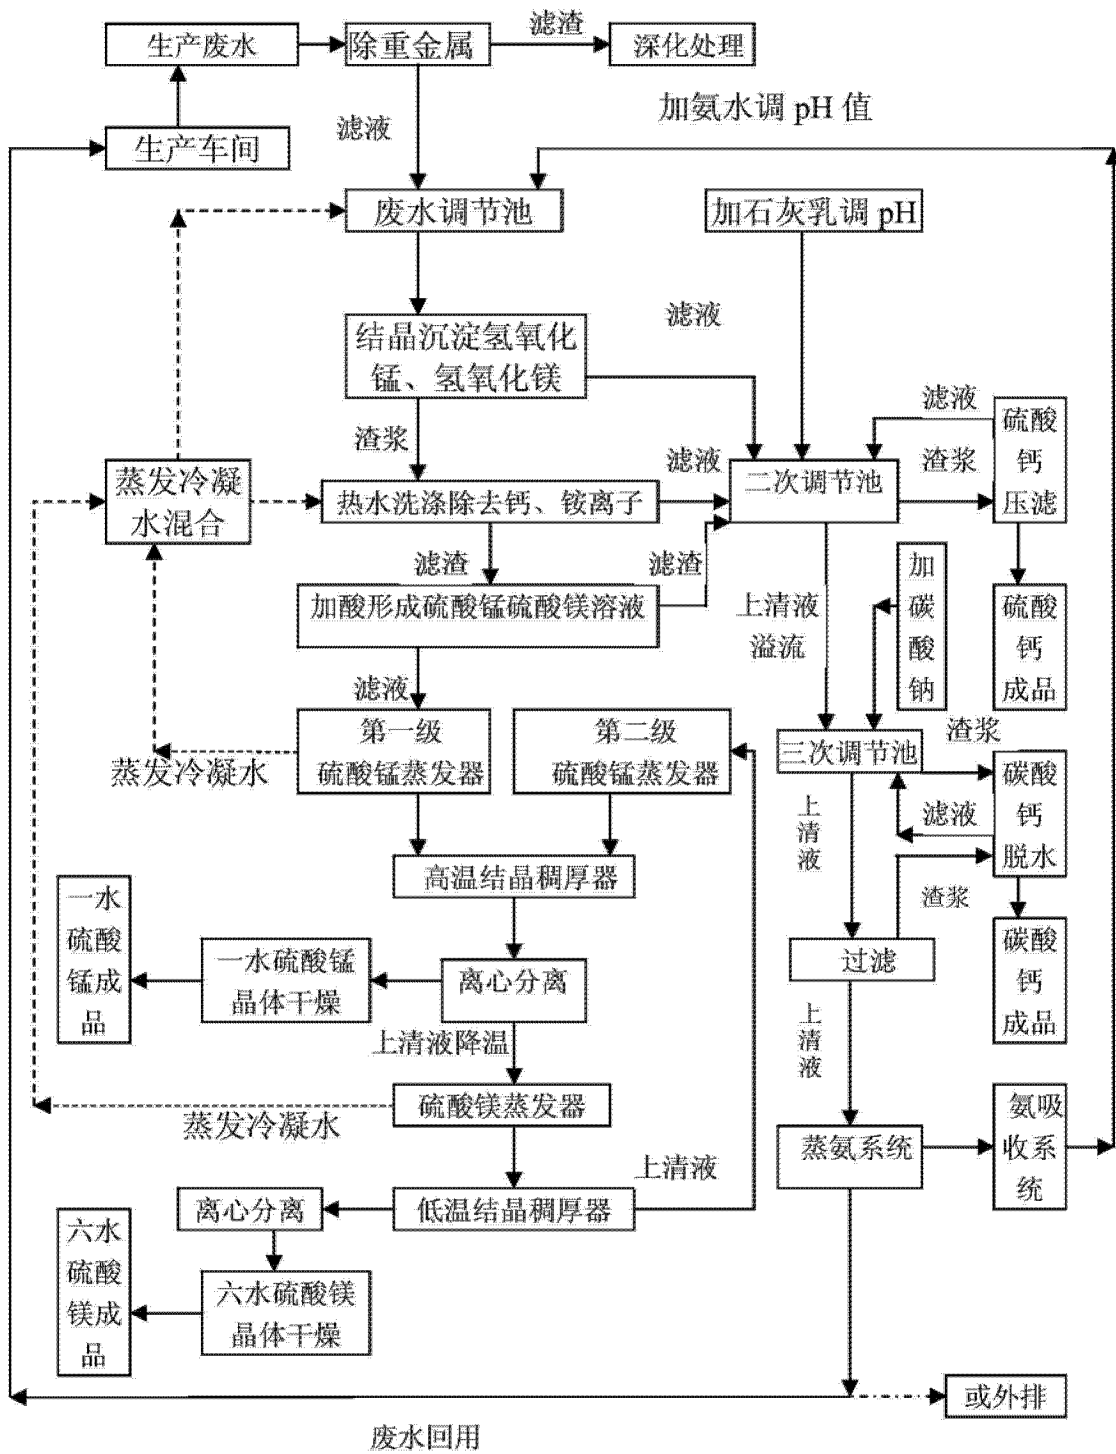 生产废水
除重金属
滤渣
深化处理
加氨水调 pH 值
滤液
生产车间
废水调节池
加石灰乳调 pH
结晶沉淀氢氧化
锰、氢氧化镁
滤液
滤液
硫酸
钙
压滤
渣浆
渣浆
蒸发冷凝
水混合
热水洗涤除去钙、铵离子
滤液
二次调节池
滤渣
滤渣
加酸形成硫酸锰硫酸镁溶液
上清液
溢流
加
碳
酸
钠
硫酸
钙
成品
滤液
第一级
硫酸锰蒸发器
第二级
硫酸锰蒸发器
蒸发冷凝水
三次调节池
渣浆
碳酸
钙
脱水
滤液
上
清
液
渣浆
高温结晶稠厚器
一水
硫酸
锰成
品
一水硫酸锰
晶体干燥
离心分离
过滤
碳酸
钙
成品
上清液降温
上
清
液
硫酸镁蒸发器
蒸发冷凝水
蒸氨系统
氨吸
收系
统
上清液
离心分离
低温结晶稠厚器
六水
硫酸
镁成
品
六水硫酸镁
晶体干燥
或外排
废水回用